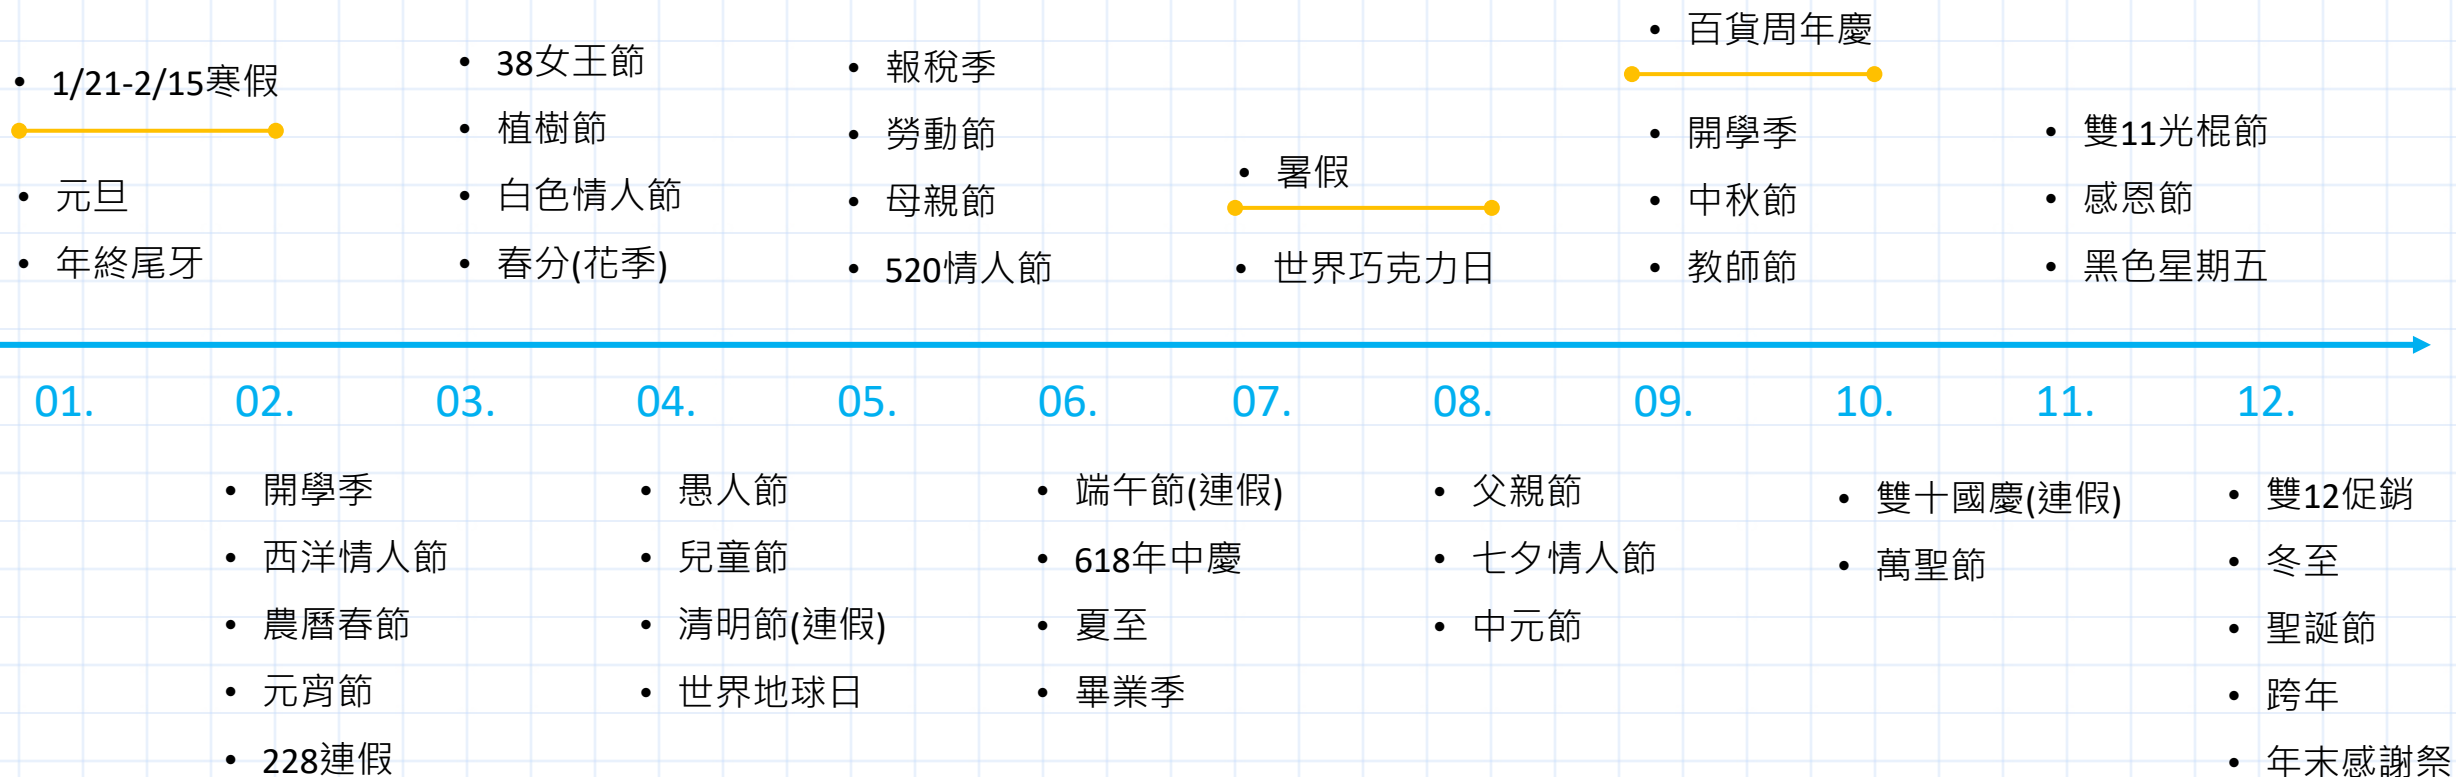 1/21-2/15寒假
元旦
年終尾牙
38女王節
植樹節
白色情人節
春分(花季)
報稅季
勞動節
母親節
520情人節
暑假
世界巧克力日
百貨周年慶
開學季
中秋節
教師節
雙11光棍節
感恩節
黑色星期五
01. 02. 03. 04. 05. 06. 07. 08. 09. 10. 11. 12.
開學季
西洋情人節
農曆春節
元宵節
228連假
愚人節
兒童節
清明節(連假)
世界地球日
端午節(連假)
618年中慶
夏至
畢業季
父親節
七夕情人節
中元節
雙十國慶(連假)
萬聖節
雙12促銷
冬至
聖誕節
跨年
年末感謝祭